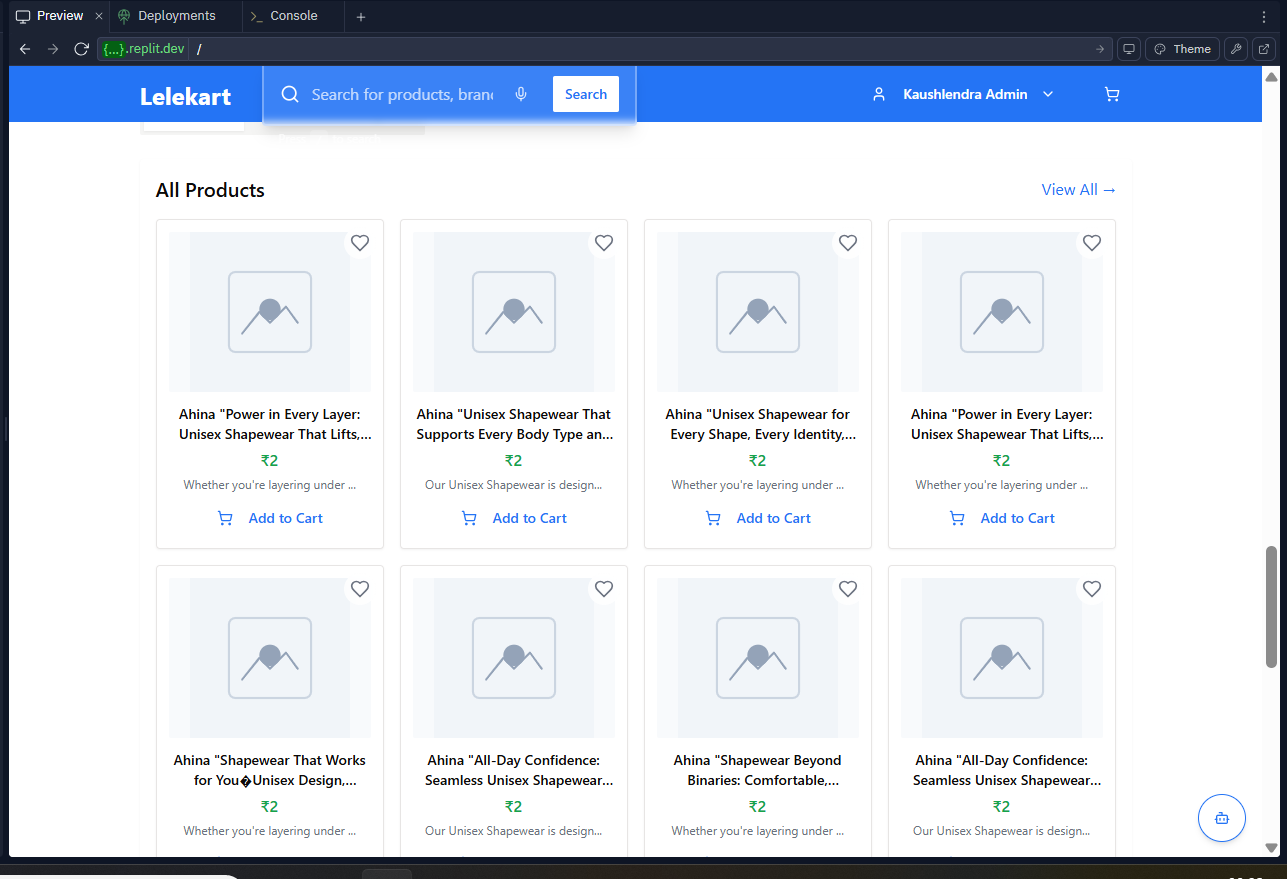 Preview
Deployments
Console
{...}.replit.dev /
Theme
Lelekart
Search for products, bran
Search
Kaushlendra Admin
All Products
View All →
Ahina "Power in Every Layer:
Unisex Shapewear That Lifts,...
₹2
Whether you're layering under ...
Add to Cart
Ahina "Unisex Shapewear That
Supports Every Body Type an...
₹2
Our Unisex Shapewear is design...
Add to Cart
Ahina "Unisex Shapewear for
Every Shape, Every Identity,...
₹2
Whether you're layering under ...
Add to Cart
Ahina "Power in Every Layer:
Unisex Shapewear That Lifts,...
₹2
Whether you're layering under ...
Add to Cart
Ahina "Shapewear That Works
for You�Unisex Design,...
₹2
Whether you're layering under ...
Ahina "All-Day Confidence:
Seamless Unisex Shapewear...
₹2
Our Unisex Shapewear is design...
Ahina "Shapewear Beyond
Binaries: Comfortable,...
₹2
Whether you're layering under ...
Ahina "All-Day Confidence:
Seamless Unisex Shapewear...
₹2
Our Unisex Shapewear is design...